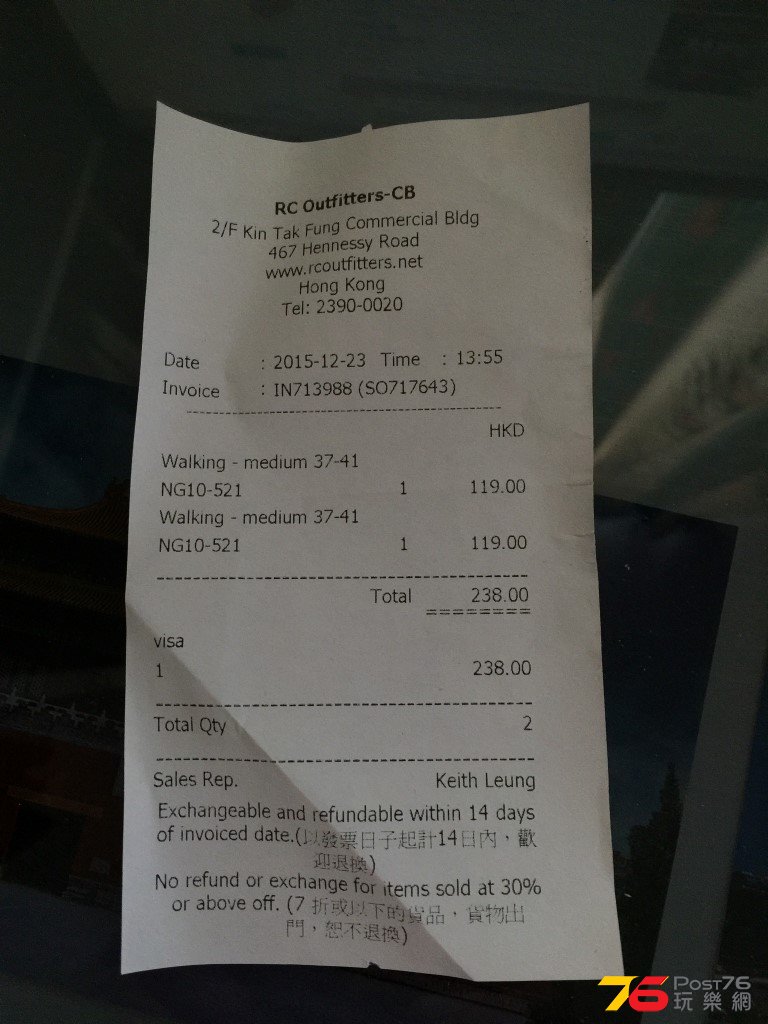 RC Outfitters-CB
2/F Kin Tak Fung Commercial Bldg
467 Hennessy Road
www.rcoutfitters.net
Hong Kong
Tel: 2390-0020
Date : 2015-12-23 Time : 13:55
Invoice : IN713988 (SO717643)
HKD
Walking - medium 37-41
NG10-521 1 119.00
Walking - medium 37-41
NG10-521 1 119.00
Total 238.00
visa
1 238.00
Total Qty 2
Sales Rep. Keith Leung
Exchangeable and refundable within 14 days
of invoiced date.(以發票日子起計14日內，歡
迎退換)
No refund or exchange for items sold at 30%
or above off. (7 折或以下的貨品，貨物出
門，恕不退換)
76 POST76
玩樂網